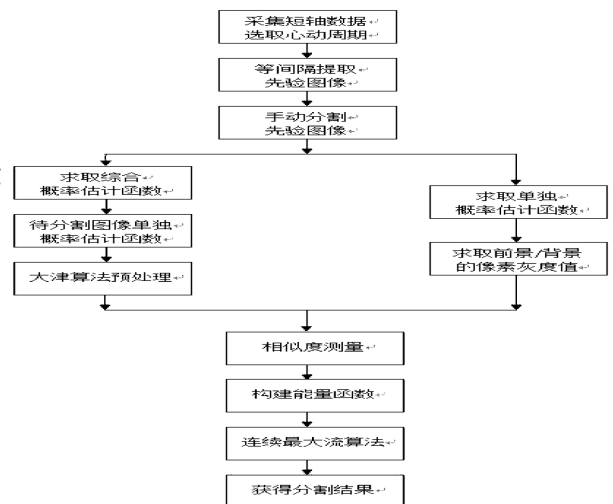 采集短轴数据
选取心动周期
等间隔提取
先验图像
手动分割
先验图像
求取综合
概率估计函数
待分割图像单独
概率估计函数
大津算法预处理
求取单独
概率估计函数
求取前景/背景
的像素灰度值
相似度测量
构建能量函数
连续最大流算法
获得分割结果